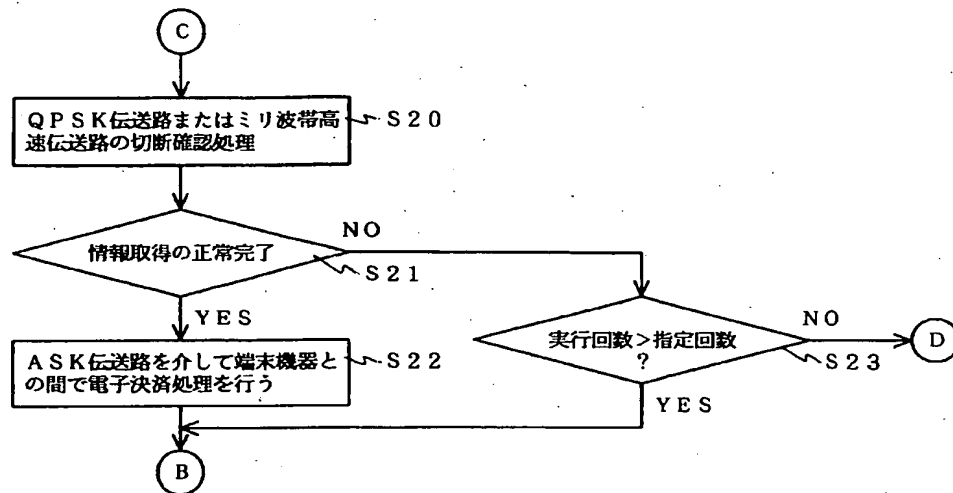 C
QPSK伝送路またはミリ波帯高
速伝送路の切断確認処理
S20
情報取得の正常完了
NO
S21
YES
ASK伝送路を介して端末機器と
の間で電子決済処理を行う
S22
実行回数>指定回数
?
NO
S23
D
YES
B